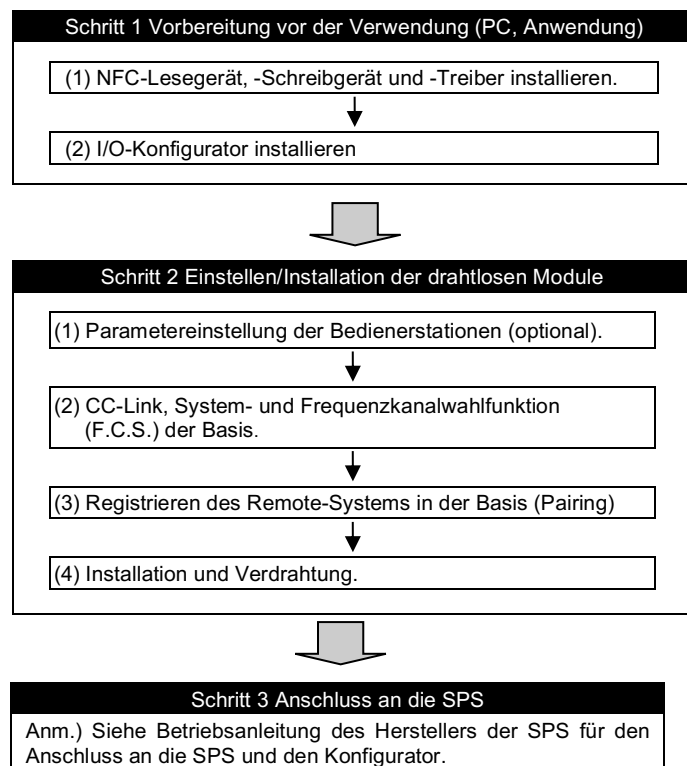 Schritt 1 Vorbereitung vor der Verwendung (PC, Anwendung)
(1) NFC-Lesegerät, -Schreibgerät und -Treiber installieren.
(2) I/O-Konfigurator installieren
Schritt 2 Einstellen/Installation der drahtlosen Module
(1) Parametereinstellung der Bedienerstationen (optional).
(2) CC-Link, System- und Frequenzkanalwahlfunktion
(F.C.S.) der Basis.
(3) Registrieren des Remote-Systems in der Basis (Pairing)
(4) Installation und Verdrahtung.
Schritt 3 Anschluss an die SPS
Anm.) Siehe Betriebsanleitung des Herstellers der SPS für den
Anschluss an die SPS und den Konfigurator.